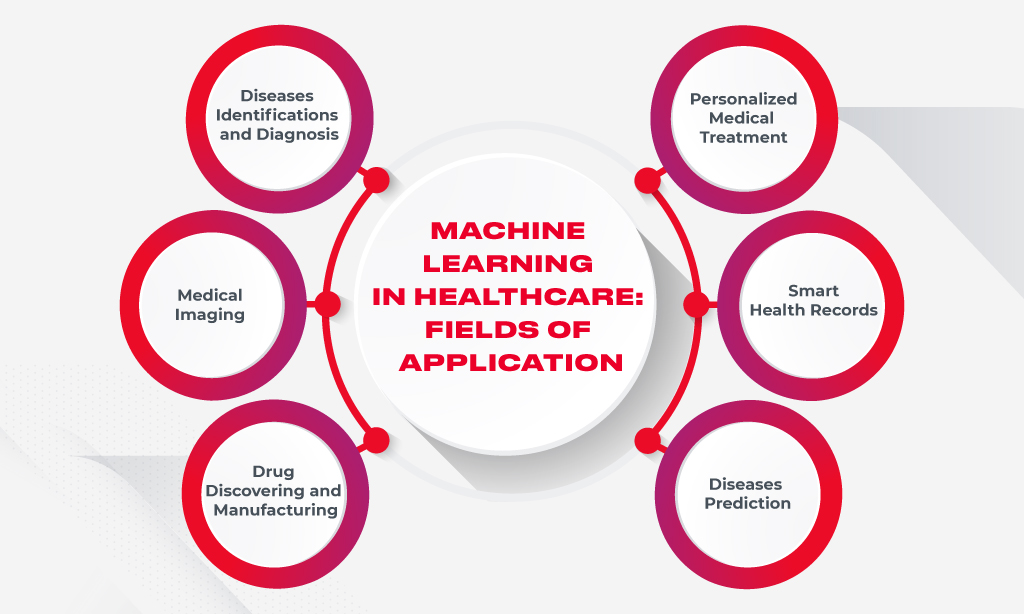 Diseases
Identifications
and Diagnosis
Medical
Imaging
Drug
Discovering and
Manufacturing
MACHINE
LEARNING
IN HEALTHCARE:
FIELDS OF
APPLICATION
Personalized
Medical
Treatment
Smart
Health Records
Diseases
Prediction